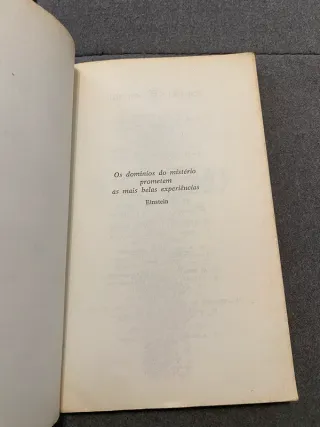 Os domínios do mistério
prometem
as mais belas experiências
Einstein